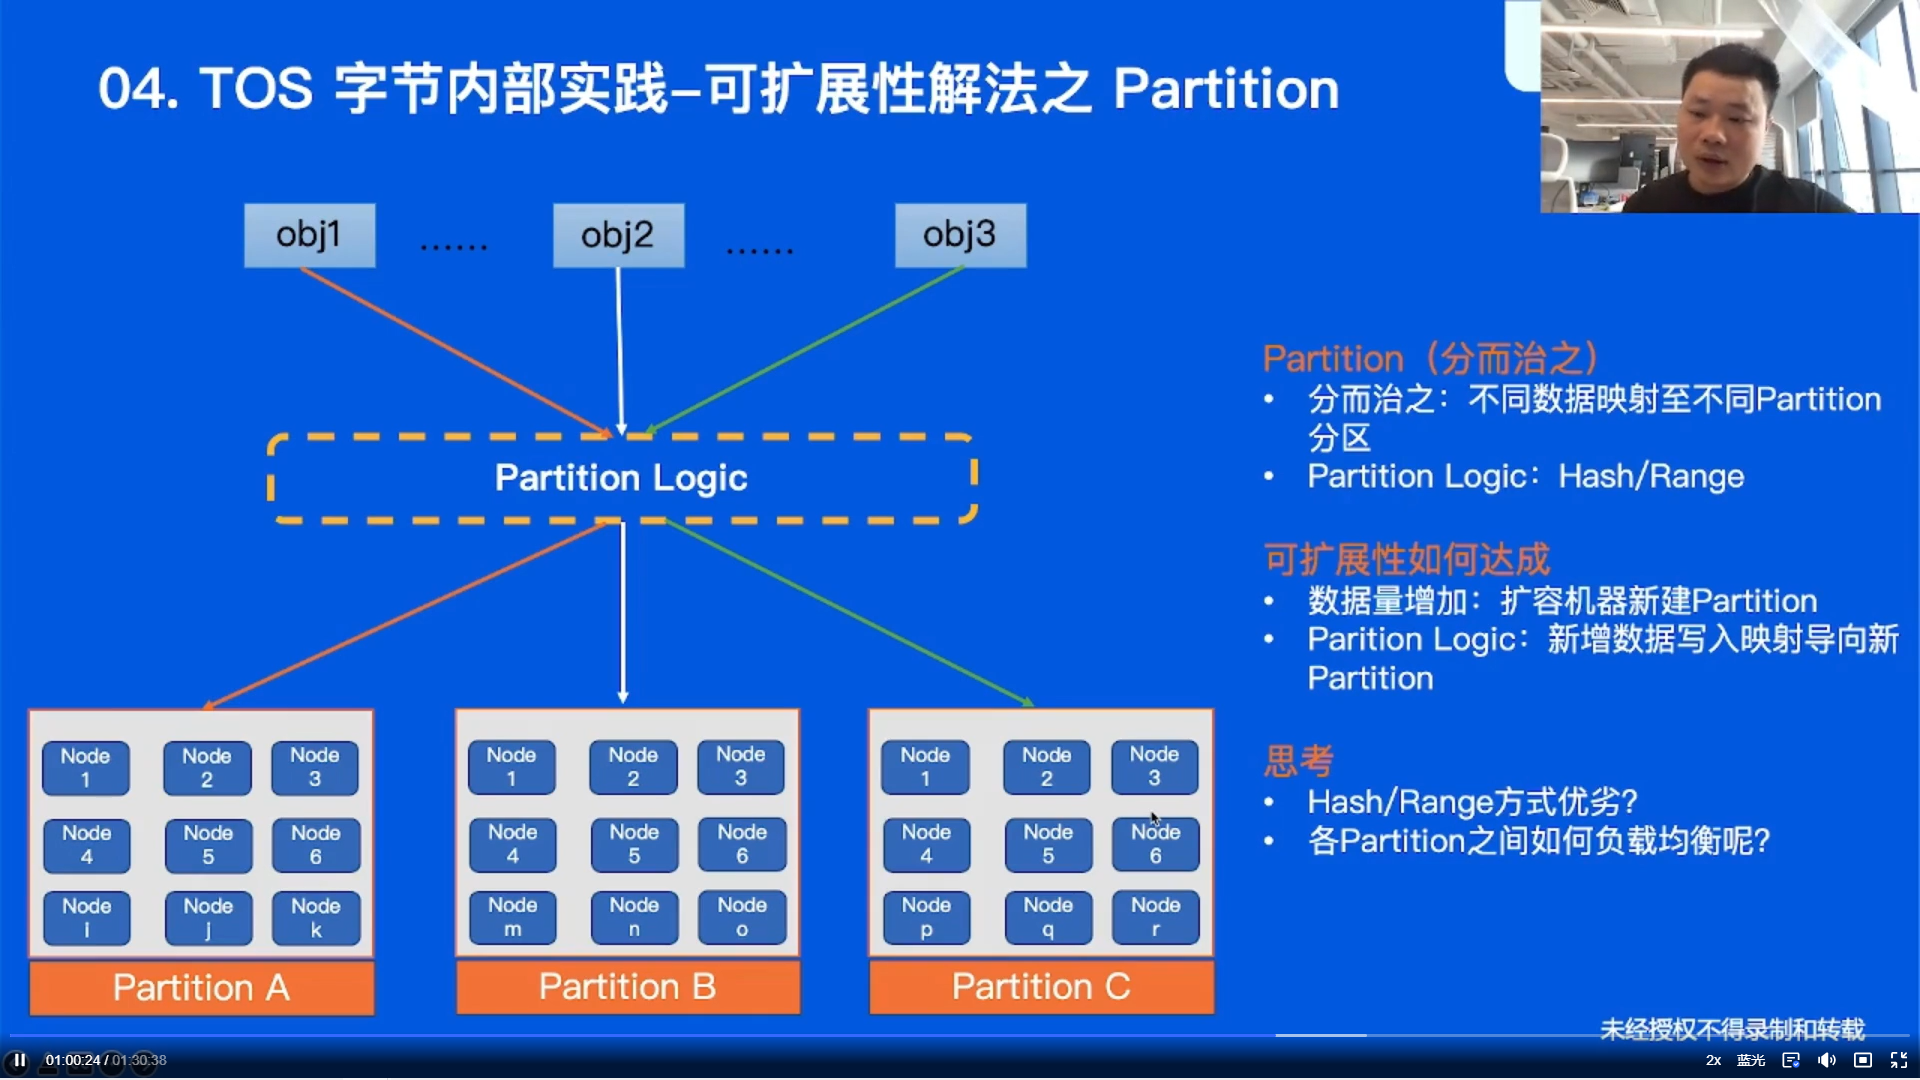 04. TOS 字节内部实践-可扩展性解法之 Partition
obj1
......
obj2
......
obj3
Partition Logic
Node 1
Node 2
Node 3
Node 4
Node 5
Node 6
Node i
Node j
Node k
Partition A
Node 1
Node 2
Node 3
Node 4
Node 5
Node 6
Node m
Node n
Node o
Partition B
Node 1
Node 2
Node 3
Node 4
Node 5
Node 6
Node p
Node q
Node r
Partition C
Partition（分而治之）
• 分而治之：不同数据映射至不同Partition
分区
• Partition Logic：Hash/Range
可扩展性如何达成
• 数据量增加：扩容机器新建Partition
• Parition Logic：新增数据写入映射导向新
Partition
思考
• Hash/Range方式优劣？
• 各Partition之间如何负载均衡呢？
未经授权不得录制和转载
01:00:24 / 01:30:38
2x 蓝光